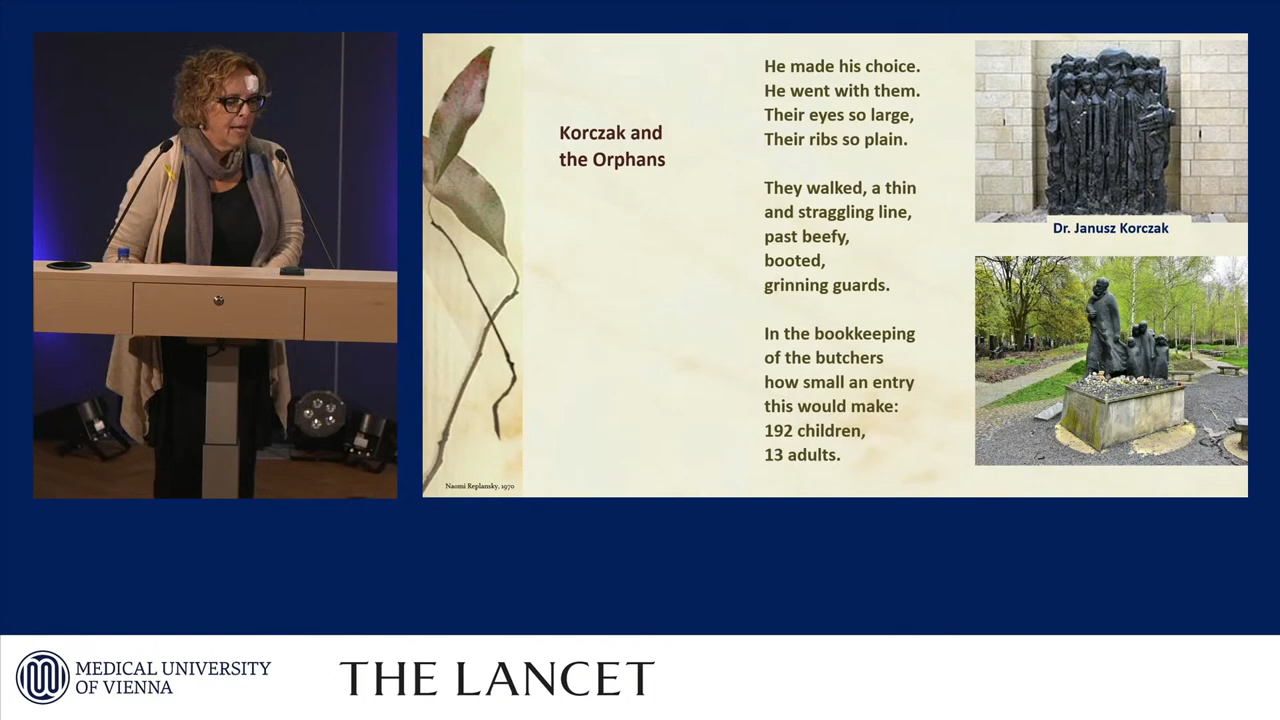 Korczak and
the Orphans
He made his choice.
He went with them.
Their eyes so large,
Their ribs so plain.
They walked, a thin
and straggling line,
past beefy,
booted,
grinning guards.
In the bookkeeping
of the butchers
how small an entry
this would make:
192 children,
13 adults.
Dr. Janusz Korczak
Naomi Replansky, 1970
MEDICAL UNIVERSITY
OF VIENNA
THE LANCET